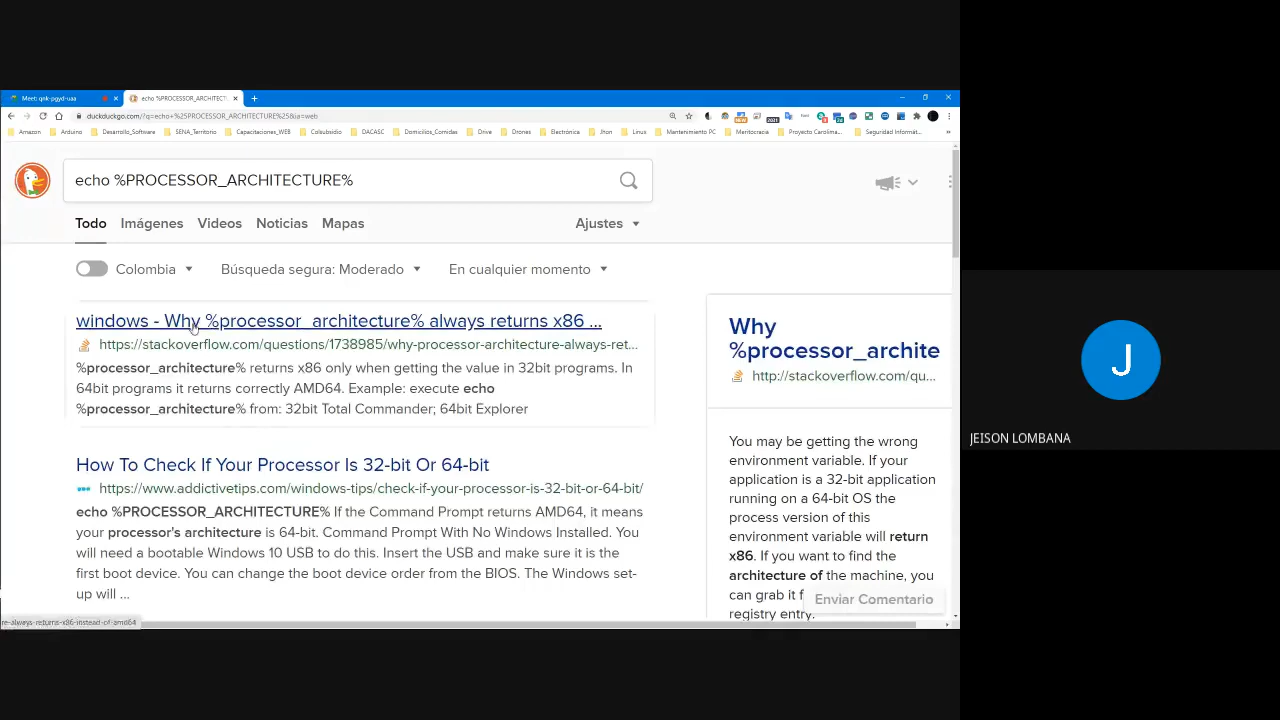 Meet: qnk-pgyd-uaa
echo %PROCESSOR_ARCHITECT
duckduckgo.com/?q=echo+%25PROCESSOR_ARCHITECTURE%25&ia=web
Amazon Arduino Desarrollo_Software SENA_Territorio Capacitaciones_WEB Colsubsidio DACASC Domicilios_Comidas Drive Drones Electrónica Jhon Linux Mantenimiento PC Meritocracia Proyecto Carolina... Seguridad Informát... »
echo %PROCESSOR_ARCHITECTURE%
Todo Imágenes Videos Noticias Mapas Ajustes
Colombia Búsqueda segura: Moderado En cualquier momento
windows - Why %processor_architecture% always returns x86 ...
https://stackoverflow.com/questions/1738985/why-processor-architecture-always-ret...
%processor_architecture% returns x86 only when getting the value in 32bit programs. In
64bit programs it returns correctly AMD64. Example: execute echo
%processor_architecture% from: 32bit Total Commander; 64bit Explorer
How To Check If Your Processor Is 32-bit Or 64-bit
https://www.addictivetips.com/windows-tips/check-if-your-processor-is-32-bit-or-64-bit/
echo %PROCESSOR_ARCHITECTURE% If the Command Prompt returns AMD64, it means
your processor's architecture is 64-bit. Command Prompt With No Windows Installed. You
will need a bootable Windows 10 USB to do this. Insert the USB and make sure it is the
first boot device. You can change the boot device order from the BIOS. The Windows set-
up will ...
Why
%processor_archite
http://stackoverflow.com/qu...
You may be getting the wrong
environment variable. If your
application is a 32-bit application
running on a 64-bit OS the
process version of this
environment variable will return
x86. If you want to find the
architecture of the machine, you
can grab it f
registry entry.
Enviar Comentario
re-always-returns-x86-instead-of-amd64
J
JEISON LOMBANA